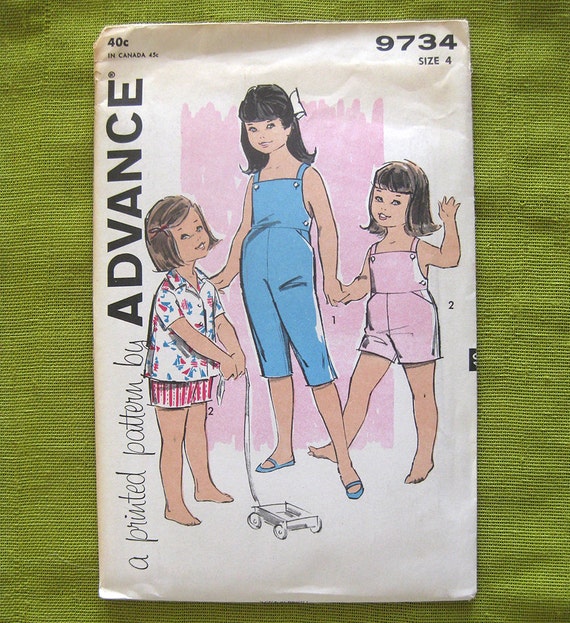 40c
IN CANADA 45c
9734
SIZE 4
a printed pattern by ADVANCE®
1
2
2